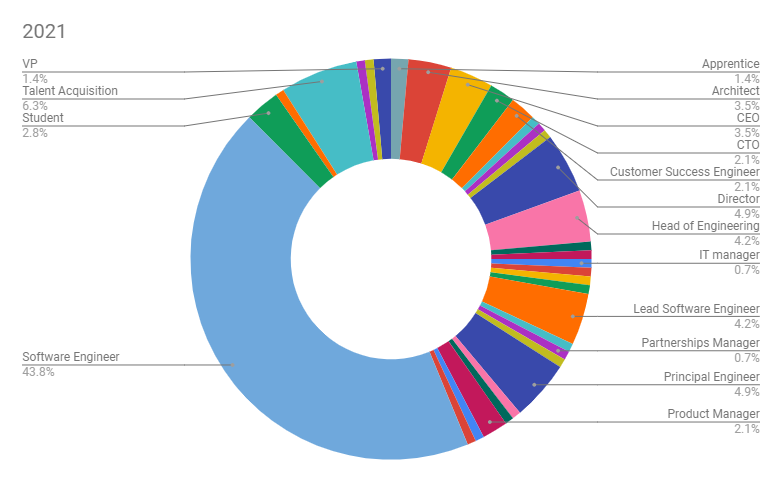 2021
VP
1.4%
Talent Acquisition
6.3%
Student
2.8%
Software Engineer
43.8%
Apprentice
1.4%
Architect
3.5%
CEO
3.5%
CTO
2.1%
Customer Success Engineer
2.1%
Director
4.9%
Head of Engineering
4.2%
IT manager
0.7%
Lead Software Engineer
4.2%
Partnerships Manager
0.7%
Principal Engineer
4.9%
Product Manager
2.1%